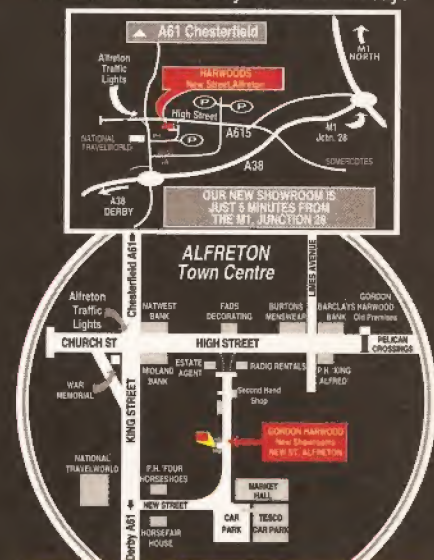 A61 Chesterfield
M1
NORTH
Alfreton
Traffic
Lights
HARWOODS
New Street, Alfreton
P
P
High Street
P
NATIONAL
TRAVELWORLD
A615
M1
Jctn. 28
A38
SOMERCOTES
A38
DERBY
OUR NEW SHOWROOM IS
JUST 5 MINUTES FROM
THE M1, JUNCTION 28
ALFRETON
Town Centre
Chesterfield A61
LIMES AVENUE
Alfreton
Traffic
Lights
NATWEST
BANK
FADS
DECORATING
BURTONS
MENSWEAR
BARCLAYS
BANK
GORDON
HARWOOD
Old Premises
CHURCH ST
HIGH STREET
PELICAN
CROSSINGS
WAR
MEMORIAL
KING STREET
MIDLAND
BANK
ESTATE
AGENT
RADIO RENTALS
P.H. 'KING
ALFRED'
Second Hand
Shop
GORDON HARWOOD
New Showrooms
NEW ST. ALFRETON
NATIONAL
TRAVELWORLD
P.H. 'FOUR
HORSESHOES
NEW STREET
MARKET
HALL
CAR
PARK
TESCO
CAR PARK
HORSEFAIR
HOUSE
Derby A61